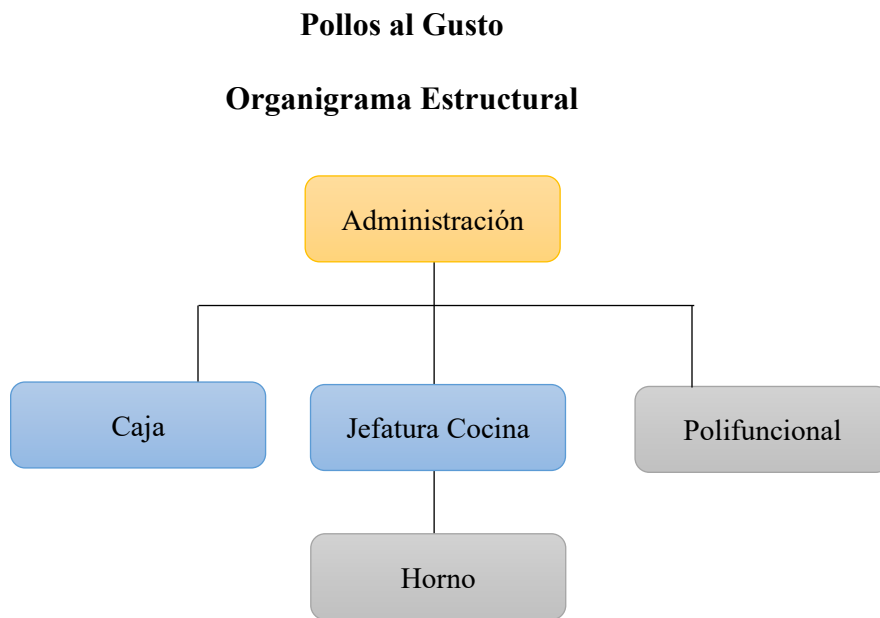 Pollos al Gusto
Organigrama Estructural
Administración
Caja
Jefatura Cocina
Polifuncional
Horno